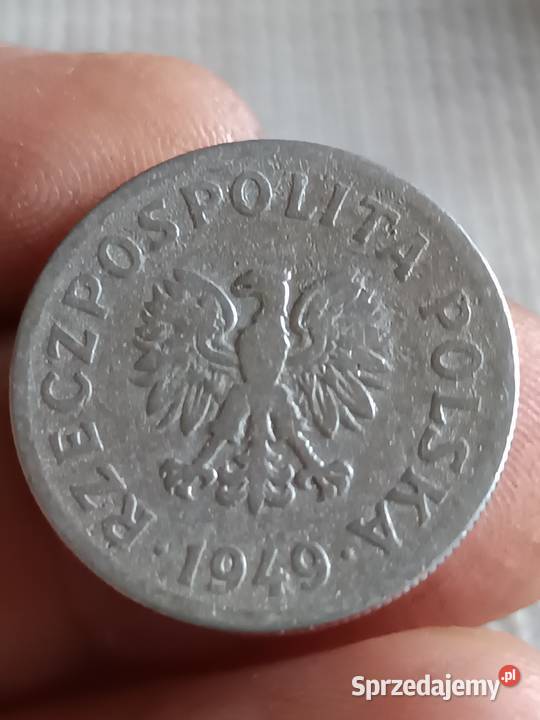 RZECZPOSPOLITA POLSKA
· 1949 ·
Sprzedajemy.pl